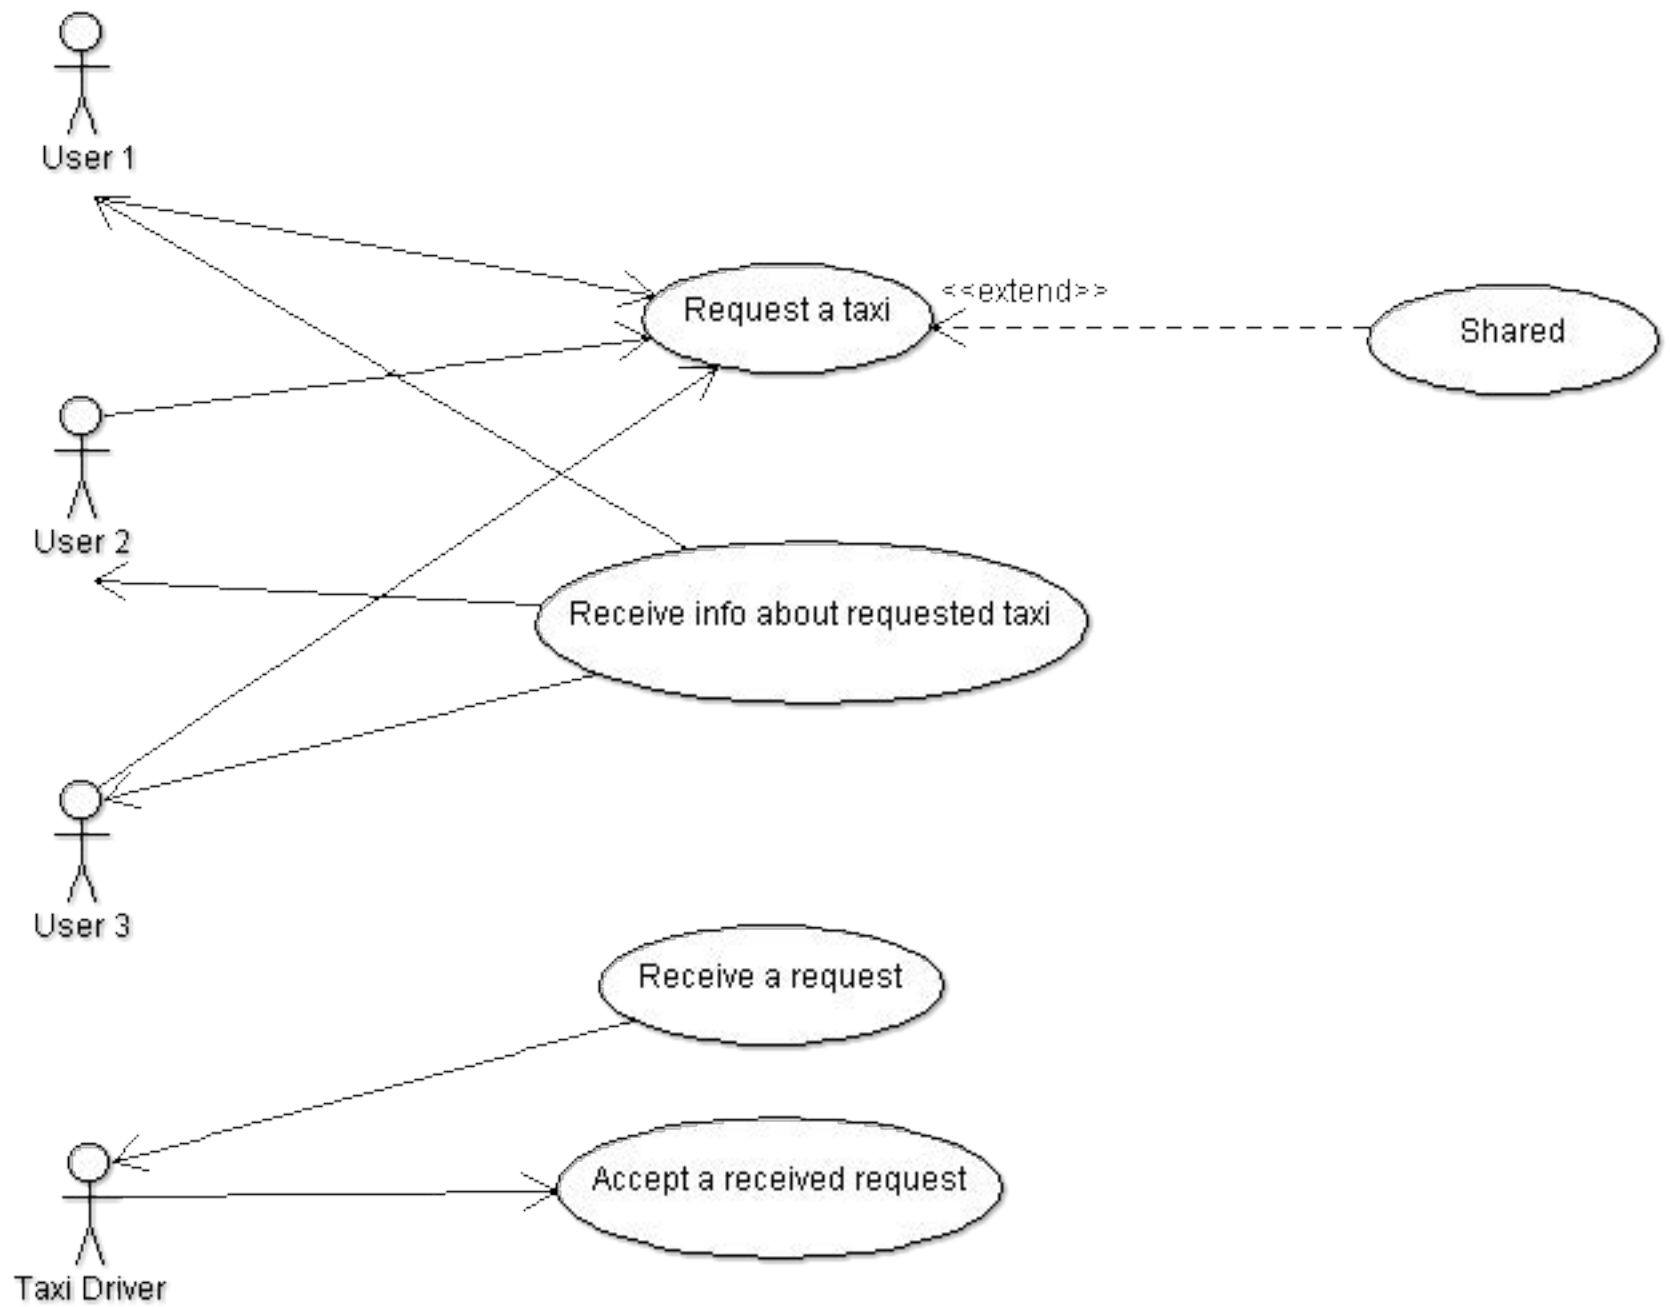 User 1
Request a taxi
<<extend>>
Shared
User 2
Receive info about requested taxi
User 3
Receive a request
Accept a received request
Taxi Driver